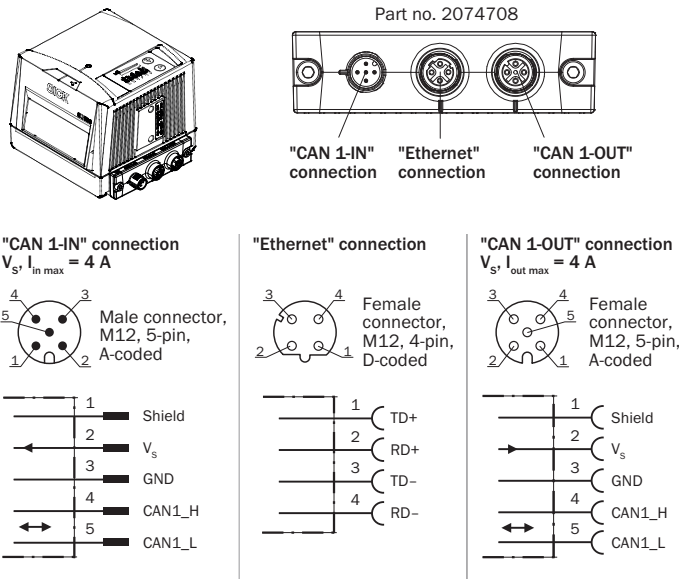 Part no. 2074708
SICK
"CAN 1-IN" "Ethernet" "CAN 1-OUT"
connection connection connection
"CAN 1-IN" connection
Vs, Iin max = 4 A
4 3
5
1 2
Male connector,
M12, 5-pin,
A-coded
1 Shield
2 Vs
3 GND
4 CAN1_H
5 CAN1_L
"Ethernet" connection
3 4
2 1
Female
connector,
M12, 4-pin,
D-coded
1 TD+
2 RD+
3 TD–
4 RD–
"CAN 1-OUT" connection
Vs, Iout max = 4 A
3 4
5
2 1
Female
connector,
M12, 5-pin,
A-coded
1 Shield
2 Vs
3 GND
4 CAN1_H
5 CAN1_L